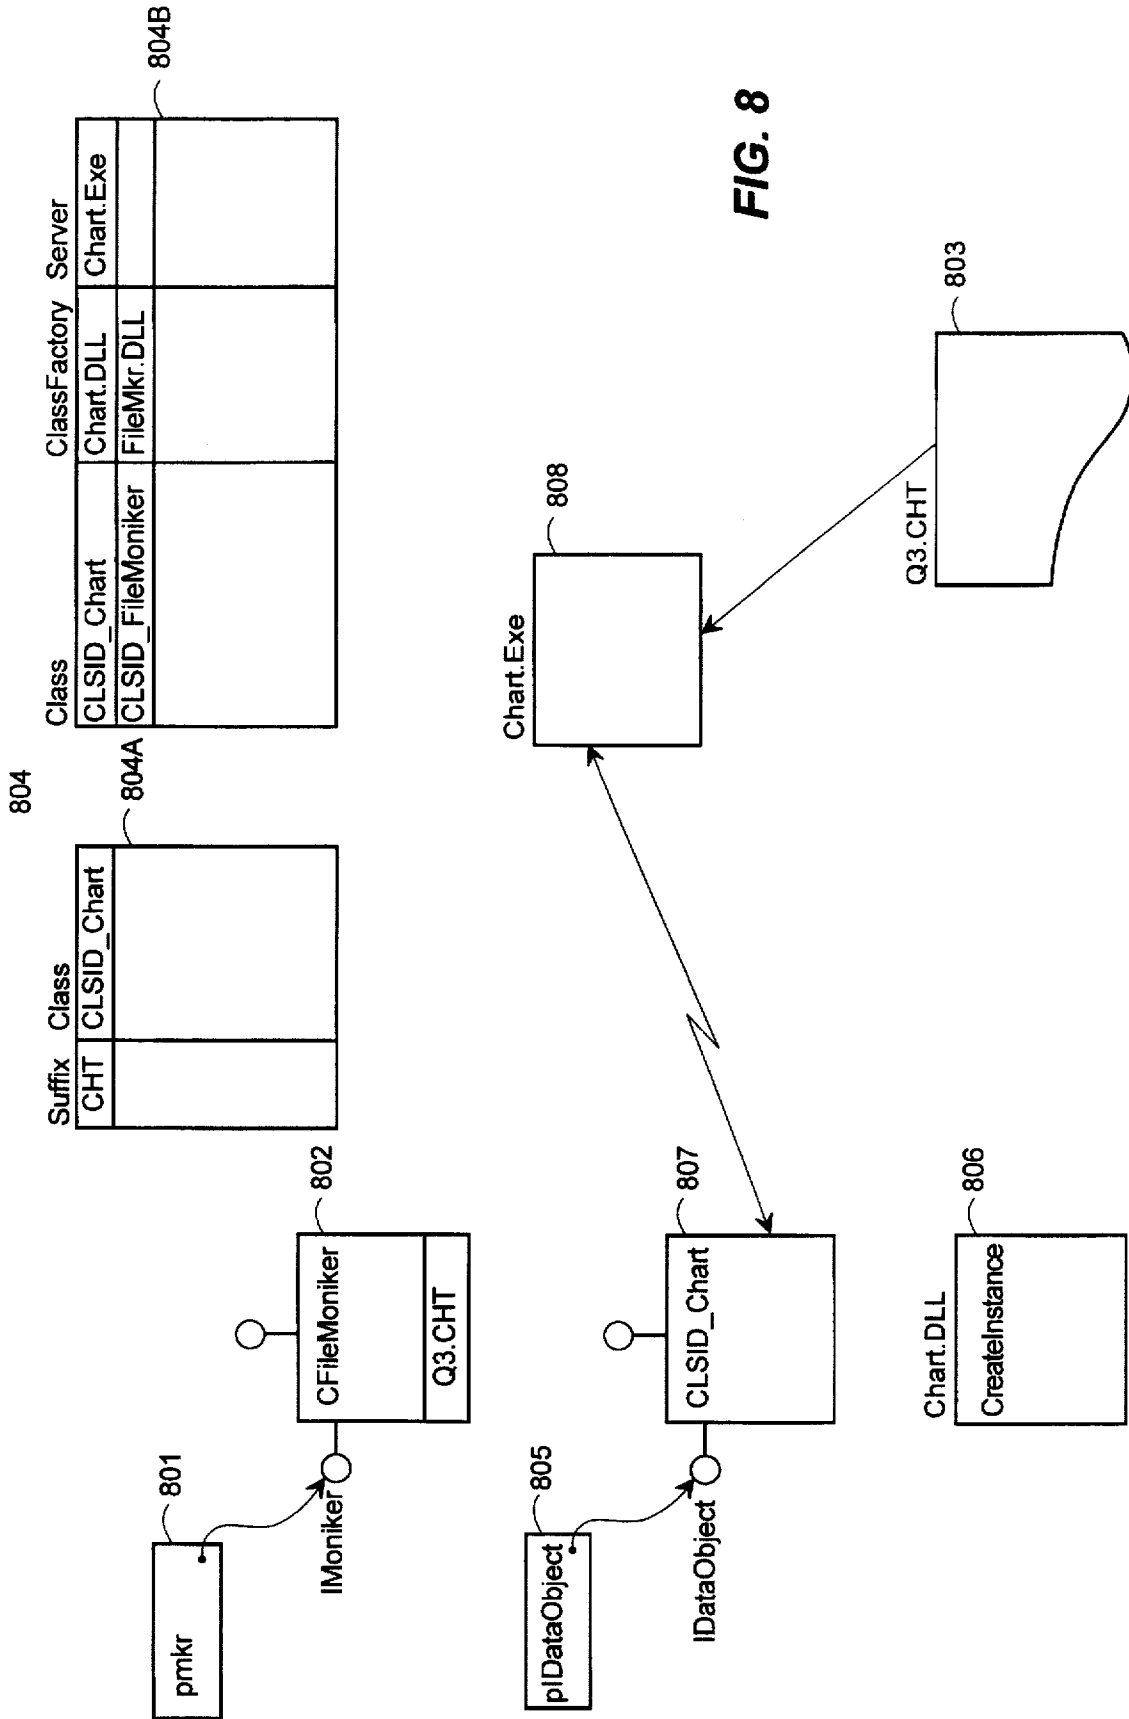 804
Suffix Class
CHT CLSID_Chart
804A
Class ClassFactory Server
CLSID_Chart Chart.DLL Chart.Exe
CLSID_FileMoniker FileMkr.DLL
804B
pmkr
801
IMoniker
CFileMoniker
Q3.CHT
802
pIDataObject
805
IDataObject
CLSID_Chart
807
Chart.Exe
808
Chart.DLL
CreateInstance
806
Q3.CHT
803
FIG. 8